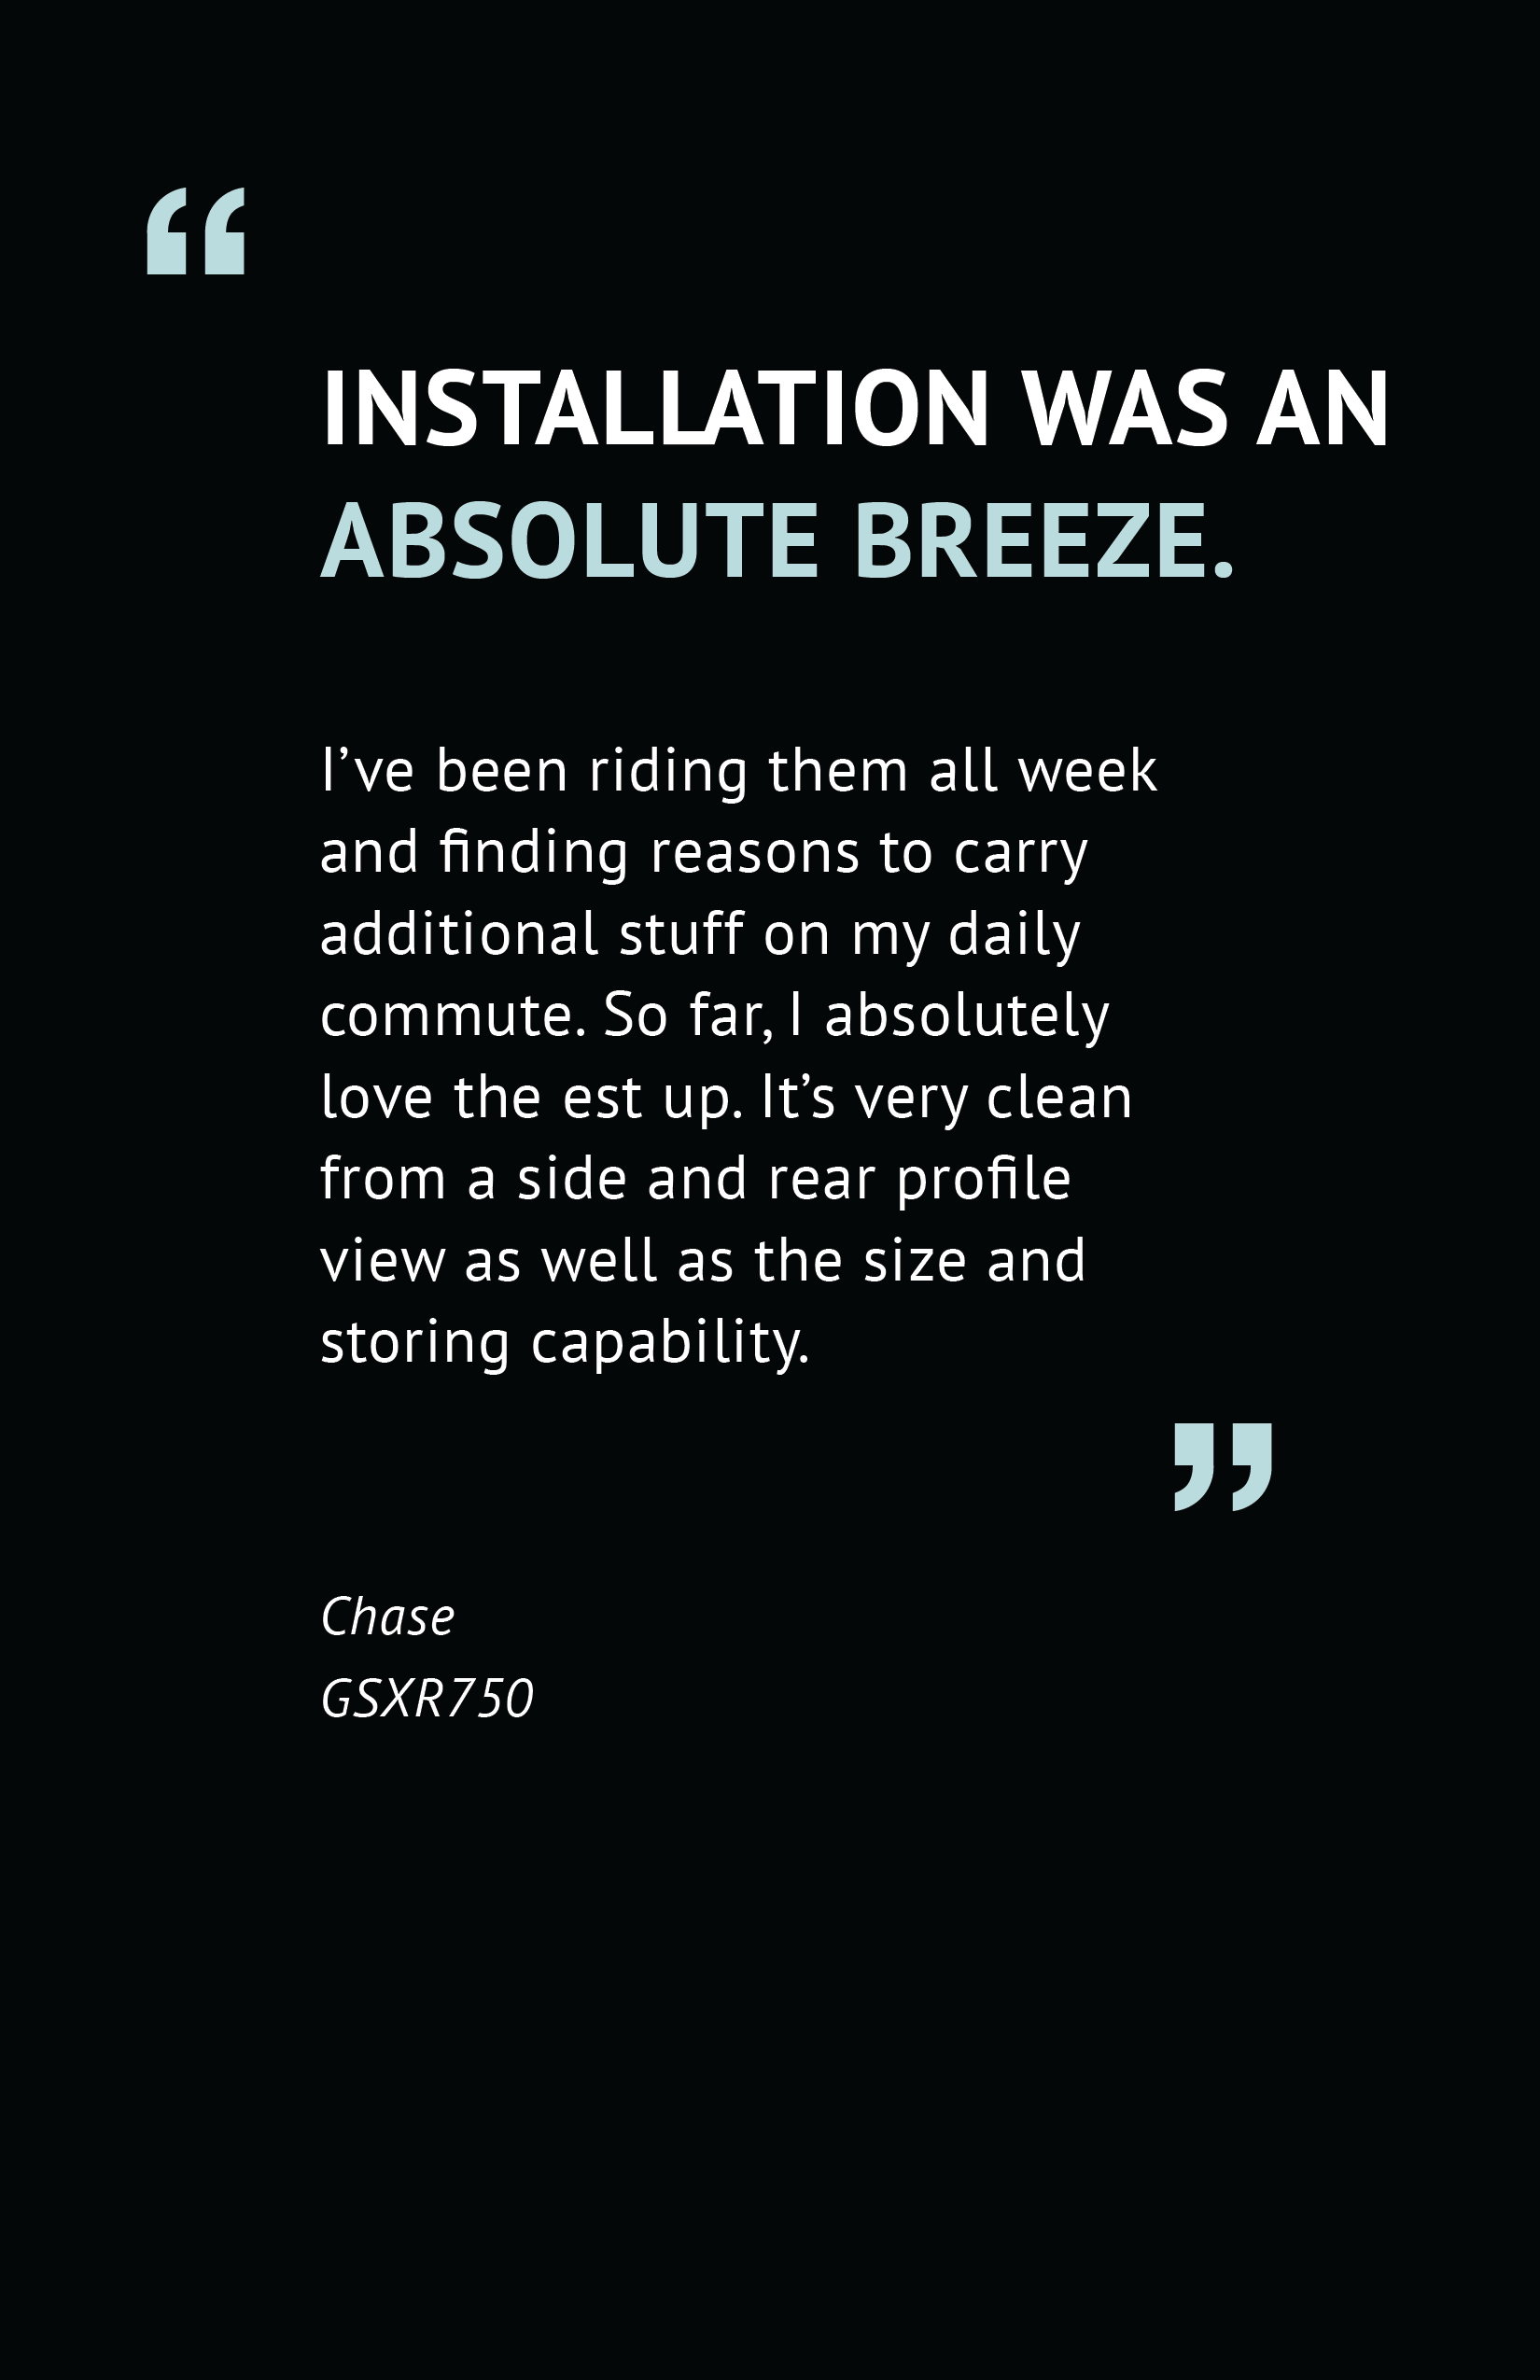 “
INSTALLATION WAS AN
ABSOLUTE BREEZE.
I’ve been riding them all week
and finding reasons to carry
additional stuff on my daily
commute. So far, I absolutely
love the est up. It’s very clean
from a side and rear profile
view as well as the size and
storing capability.
”
Chase
GSXR750